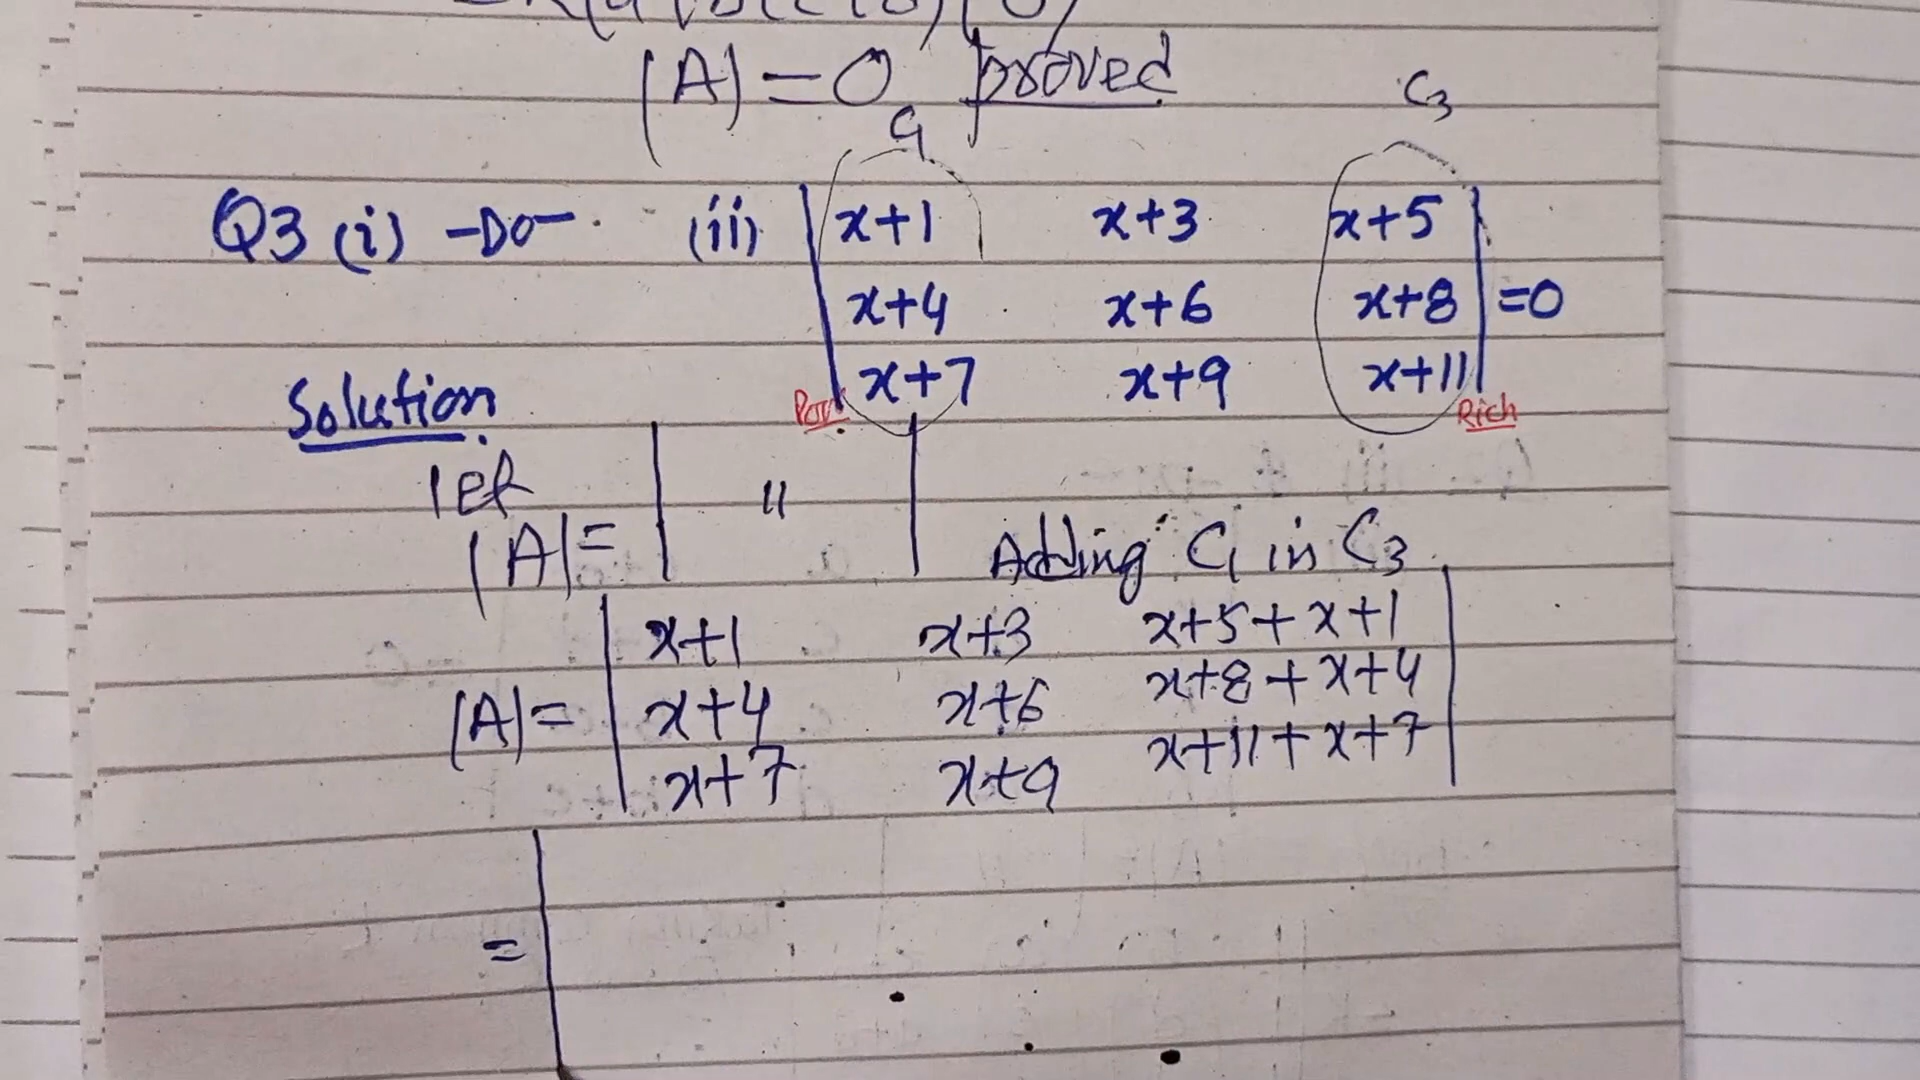 |A| = 0 proved
C1 C3
Q3 (i) -Do- (ii) | x+1 x+3 x+5 |
| x+4 x+6 x+8 | =0
| x+7 x+9 x+11 |
Poor Rich
Solution
let
|A| = | " | Adding C1 in C3
| x+1 x+3 x+5+x+1 |
|A| = | x+4 x+6 x+8+x+4 |
| x+7 x+9 x+11+x+7 |
= |